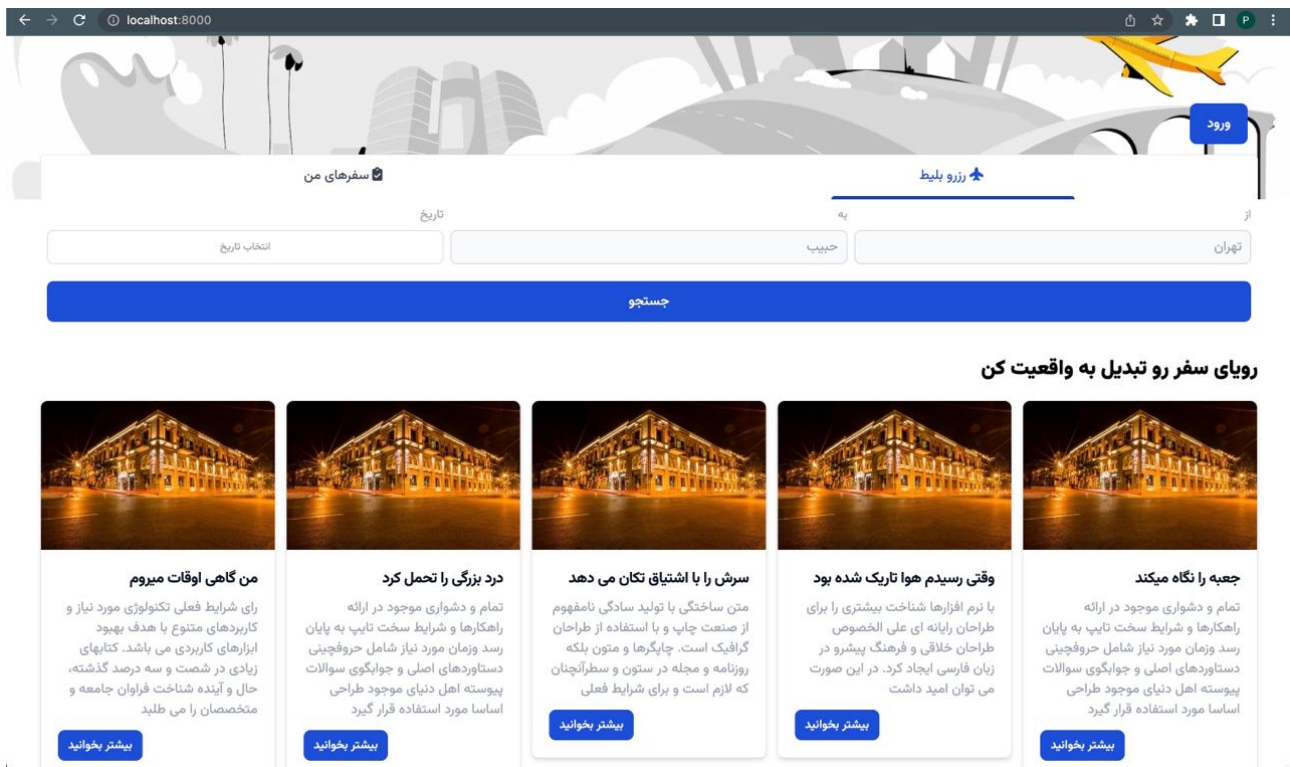 localhost:8000
P
ورود
رزرو بلیط
سفرهای من
از
به
تاریخ
تهران
حبیب
انتخاب تاریخ
جستجو
رویای سفر رو تبدیل به واقعیت کن
جعبه را نگاه میکند
تمام و دشواری موجود در ارائه
راهکارها و شرایط سخت تایپ به پایان
رسد وزمان مورد نیاز شامل حروفچینی
دستاوردهای اصلی و جوابگوی سوالات
پیوسته اهل دنیای موجود طراحی
اساسا مورد استفاده قرار گیرد
بیشتر بخوانید
وقتی رسیدم هوا تاریک شده بود
با نرم افزارها شناخت بیشتری را برای
طراحان رایانه ای علی الخصوص
طراحان خلاقی و فرهنگ پیشرو در
زبان فارسی ایجاد کرد. در این صورت
می توان امید داشت
بیشتر بخوانید
سرش را با اشتیاق تکان می دهد
متن ساختگی با تولید سادگی نامفهوم
از صنعت چاپ و با استفاده از طراحان
گرافیک است. چاپگرها و متون بلکه
روزنامه و مجله در ستون و سطرآنچنان
که لازم است و برای شرایط فعلی
بیشتر بخوانید
درد بزرگی را تحمل کرد
تمام و دشواری موجود در ارائه
راهکارها و شرایط سخت تایپ به پایان
رسد وزمان مورد نیاز شامل حروفچینی
دستاوردهای اصلی و جوابگوی سوالات
پیوسته اهل دنیای موجود طراحی
اساسا مورد استفاده قرار گیرد
بیشتر بخوانید
من گاهی اوقات میروم
رای شرایط فعلی تکنولوژی مورد نیاز و
کاربردهای متنوع با هدف بهبود
ابزارهای کاربردی می باشد. کتابهای
زیادی در شصت و سه درصد گذشته،
حال و آینده شناخت فراوان جامعه و
متخصصان را می طلبد
بیشتر بخوانید